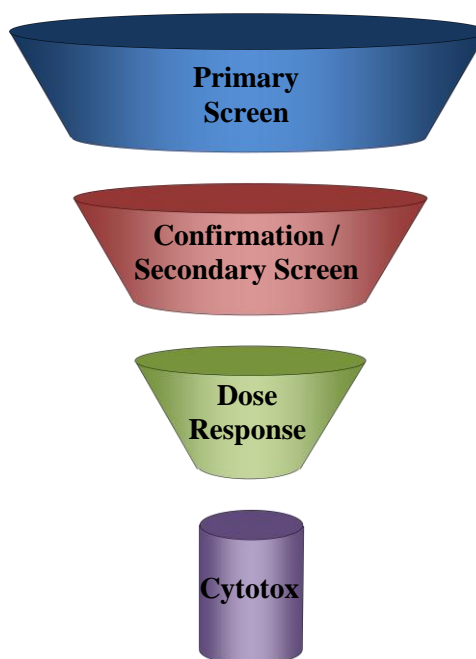 Primary
Screen
Confirmation /
Secondary Screen
Dose
Response
Cytotox